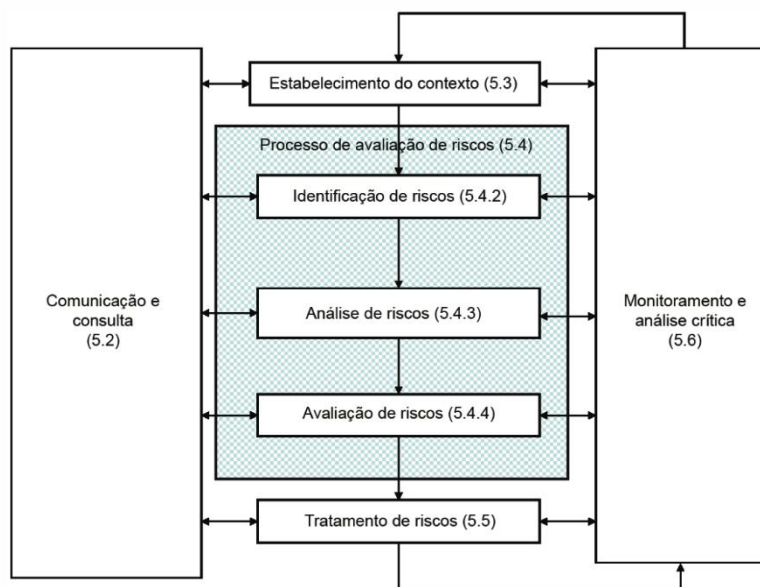 Estabelecimento do contexto (5.3)
Processo de avaliação de riscos (5.4)
Identificação de riscos (5.4.2)
Comunicação e
consulta
(5.2)
Análise de riscos (5.4.3)
Monitoramento e
análise crítica
(5.6)
Avaliação de riscos (5.4.4)
Tratamento de riscos (5.5)